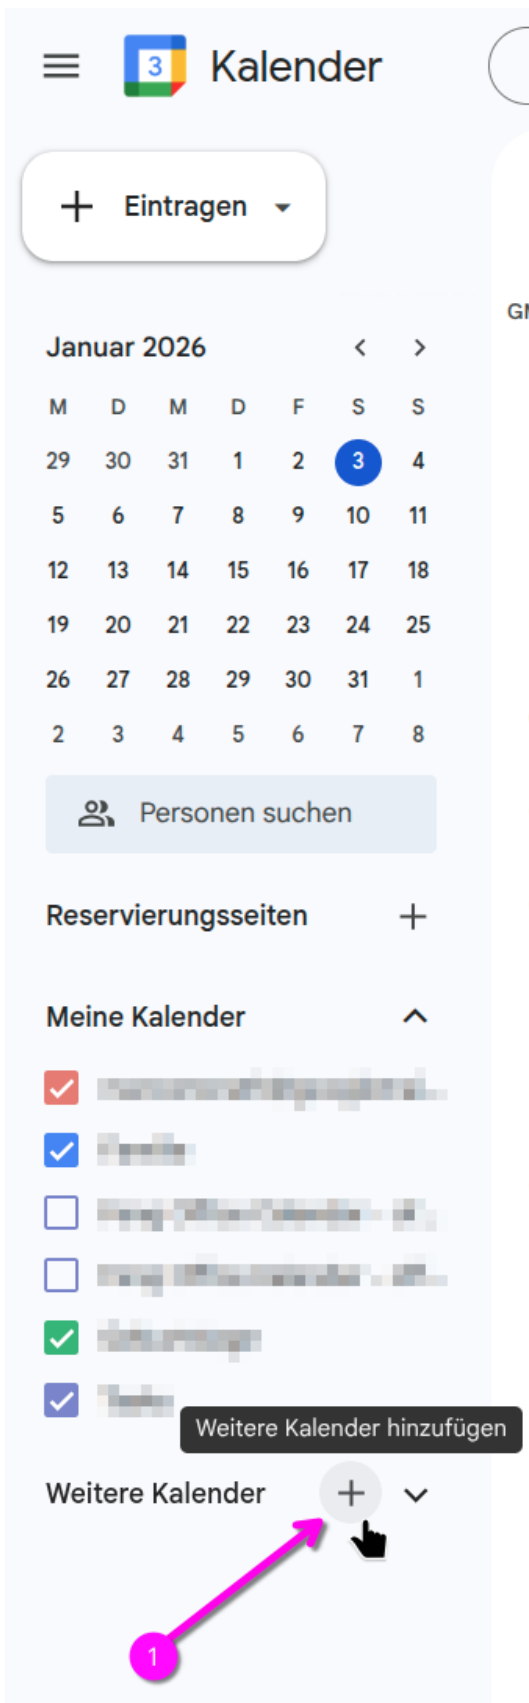 3 Kalender
Eintragen
GM
Januar 2026
M D M D F S S
29 30 31 1 2 3 4
5 6 7 8 9 10 11
12 13 14 15 16 17 18
19 20 21 22 23 24 25
26 27 28 29 30 31 1
2 3 4 5 6 7 8
Personen suchen
Reservierungsseiten
Meine Kalender
Weitere Kalender hinzufügen
Weitere Kalender
1